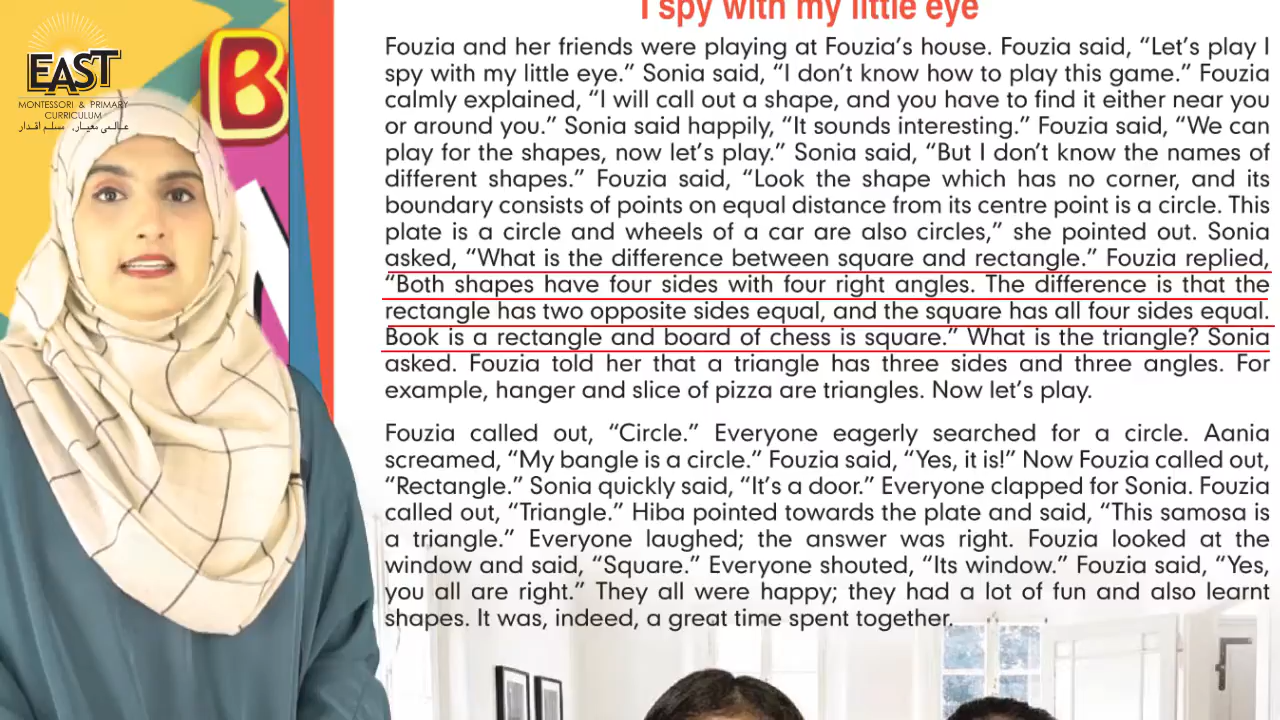 EAST
MONTESSORI & PRIMARY
CURRICULUM
عالمی معیار، مسلم اقدار
B
I spy with my little eye
Fouzia and her friends were playing at Fouzia’s house. Fouzia said, “Let’s play I
spy with my little eye.” Sonia said, “I don’t know how to play this game.” Fouzia
calmly explained, “I will call out a shape, and you have to find it either near you
or around you.” Sonia said happily, “It sounds interesting.” Fouzia said, “We can
play for the shapes, now let’s play.” Sonia said, “But I don’t know the names of
different shapes.” Fouzia said, “Look the shape which has no corner, and its
boundary consists of points on equal distance from its centre point is a circle. This
plate is a circle and wheels of a car are also circles,” she pointed out. Sonia
asked, “What is the difference between square and rectangle.” Fouzia replied,
“Both shapes have four sides with four right angles. The difference is that the
rectangle has two opposite sides equal, and the square has all four sides equal.
Book is a rectangle and board of chess is square.” What is the triangle? Sonia
asked. Fouzia told her that a triangle has three sides and three angles. For
example, hanger and slice of pizza are triangles. Now let’s play.
Fouzia called out, “Circle.” Everyone eagerly searched for a circle. Aania
screamed, “My bangle is a circle.” Fouzia said, “Yes, it is!” Now Fouzia called out,
“Rectangle.” Sonia quickly said, “It’s a door.” Everyone clapped for Sonia. Fouzia
called out, “Triangle.” Hiba pointed towards the plate and said, “This samosa is
a triangle.” Everyone laughed; the answer was right. Fouzia looked at the
window and said, “Square.” Everyone shouted, “Its window.” Fouzia said, “Yes,
you all are right.” They all were happy; they had a lot of fun and also learnt
shapes. It was, indeed, a great time spent together.